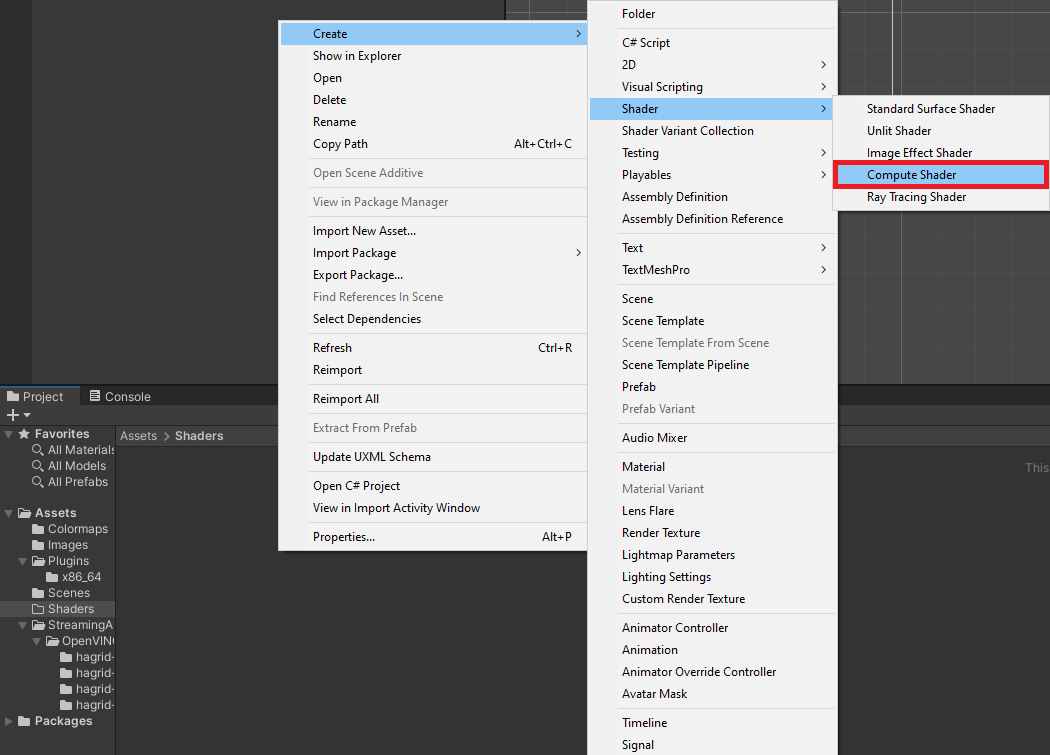 Create
Show in Explorer
Open
Delete
Rename
Copy Path Alt+Ctrl+C
Open Scene Additive
View in Package Manager
Import New Asset...
Import Package
Export Package...
Find References In Scene
Select Dependencies
Refresh Ctrl+R
Reimport
Reimport All
Extract From Prefab
Update UXML Schema
Open C# Project
View in Import Activity Window
Properties... Alt+P
Folder
C# Script
2D
Visual Scripting
Shader
Shader Variant Collection
Testing
Playables
Assembly Definition
Assembly Definition Reference
Text
TextMeshPro
Scene
Scene Template
Scene Template From Scene
Scene Template Pipeline
Prefab
Prefab Variant
Audio Mixer
Material
Material Variant
Lens Flare
Render Texture
Lightmap Parameters
Lighting Settings
Custom Render Texture
Animator Controller
Animation
Animator Override Controller
Avatar Mask
Timeline
Signal
Standard Surface Shader
Unlit Shader
Image Effect Shader
Compute Shader
Ray Tracing Shader
Project Console
Favorites
All Materials
All Models
All Prefabs
Assets
Colormaps
Images
Plugins
x86_64
Scenes
Shaders
StreamingA
OpenVINO
hagrid-
hagrid-
hagrid-
hagrid-
Packages
Assets > Shaders
This